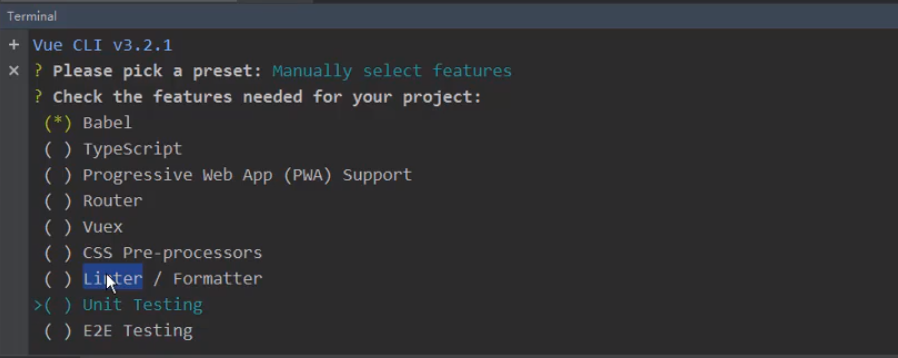 Terminal
+ Vue CLI v3.2.1
× ? Please pick a preset: Manually select features
? Check the features needed for your project:
(*) Babel
( ) TypeScript
( ) Progressive Web App (PWA) Support
( ) Router
( ) Vuex
( ) CSS Pre-processors
( ) Linter / Formatter
>( ) Unit Testing
( ) E2E Testing